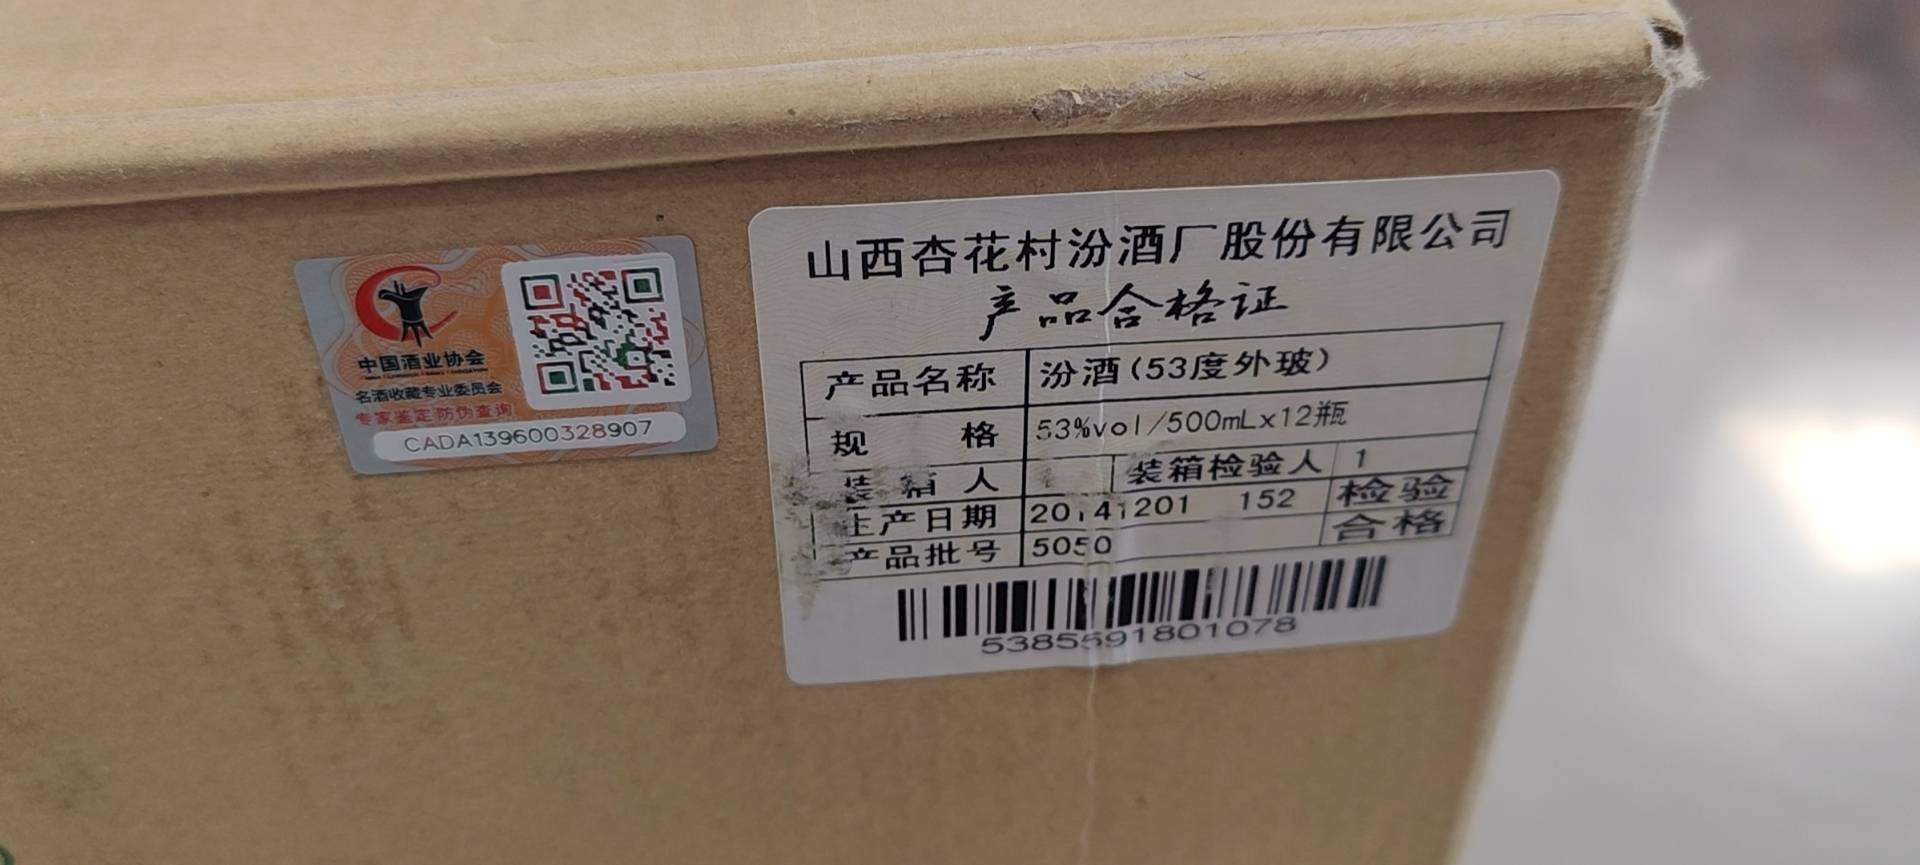 中国酒业协会
名酒收藏专业委员会
专家鉴定防伪查询
CADA139600328907
山西杏花村汾酒厂股份有限公司
产品合格证
产品名称 汾酒(53度外玻)
规 格 53%vol/500mLx12瓶
装 箱 人 装箱检验人 1
生产日期 20141201 152 检验
产品批号 5050 合格
5385591801078